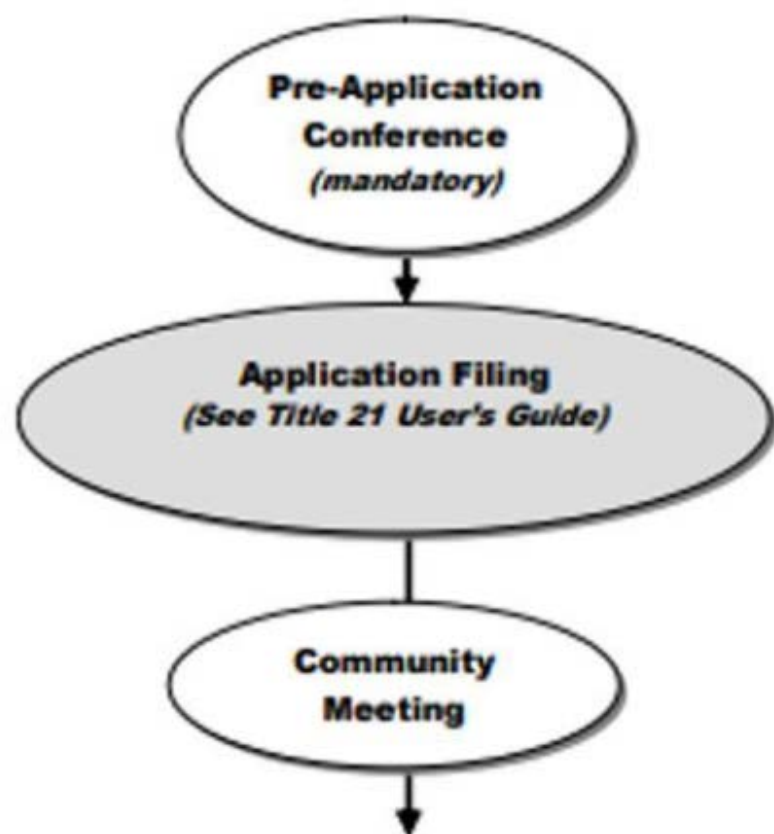 Pre-Application
Conference
(mandatory)
Application Filing
(See Title 21 User's Guide)
Community
Meeting